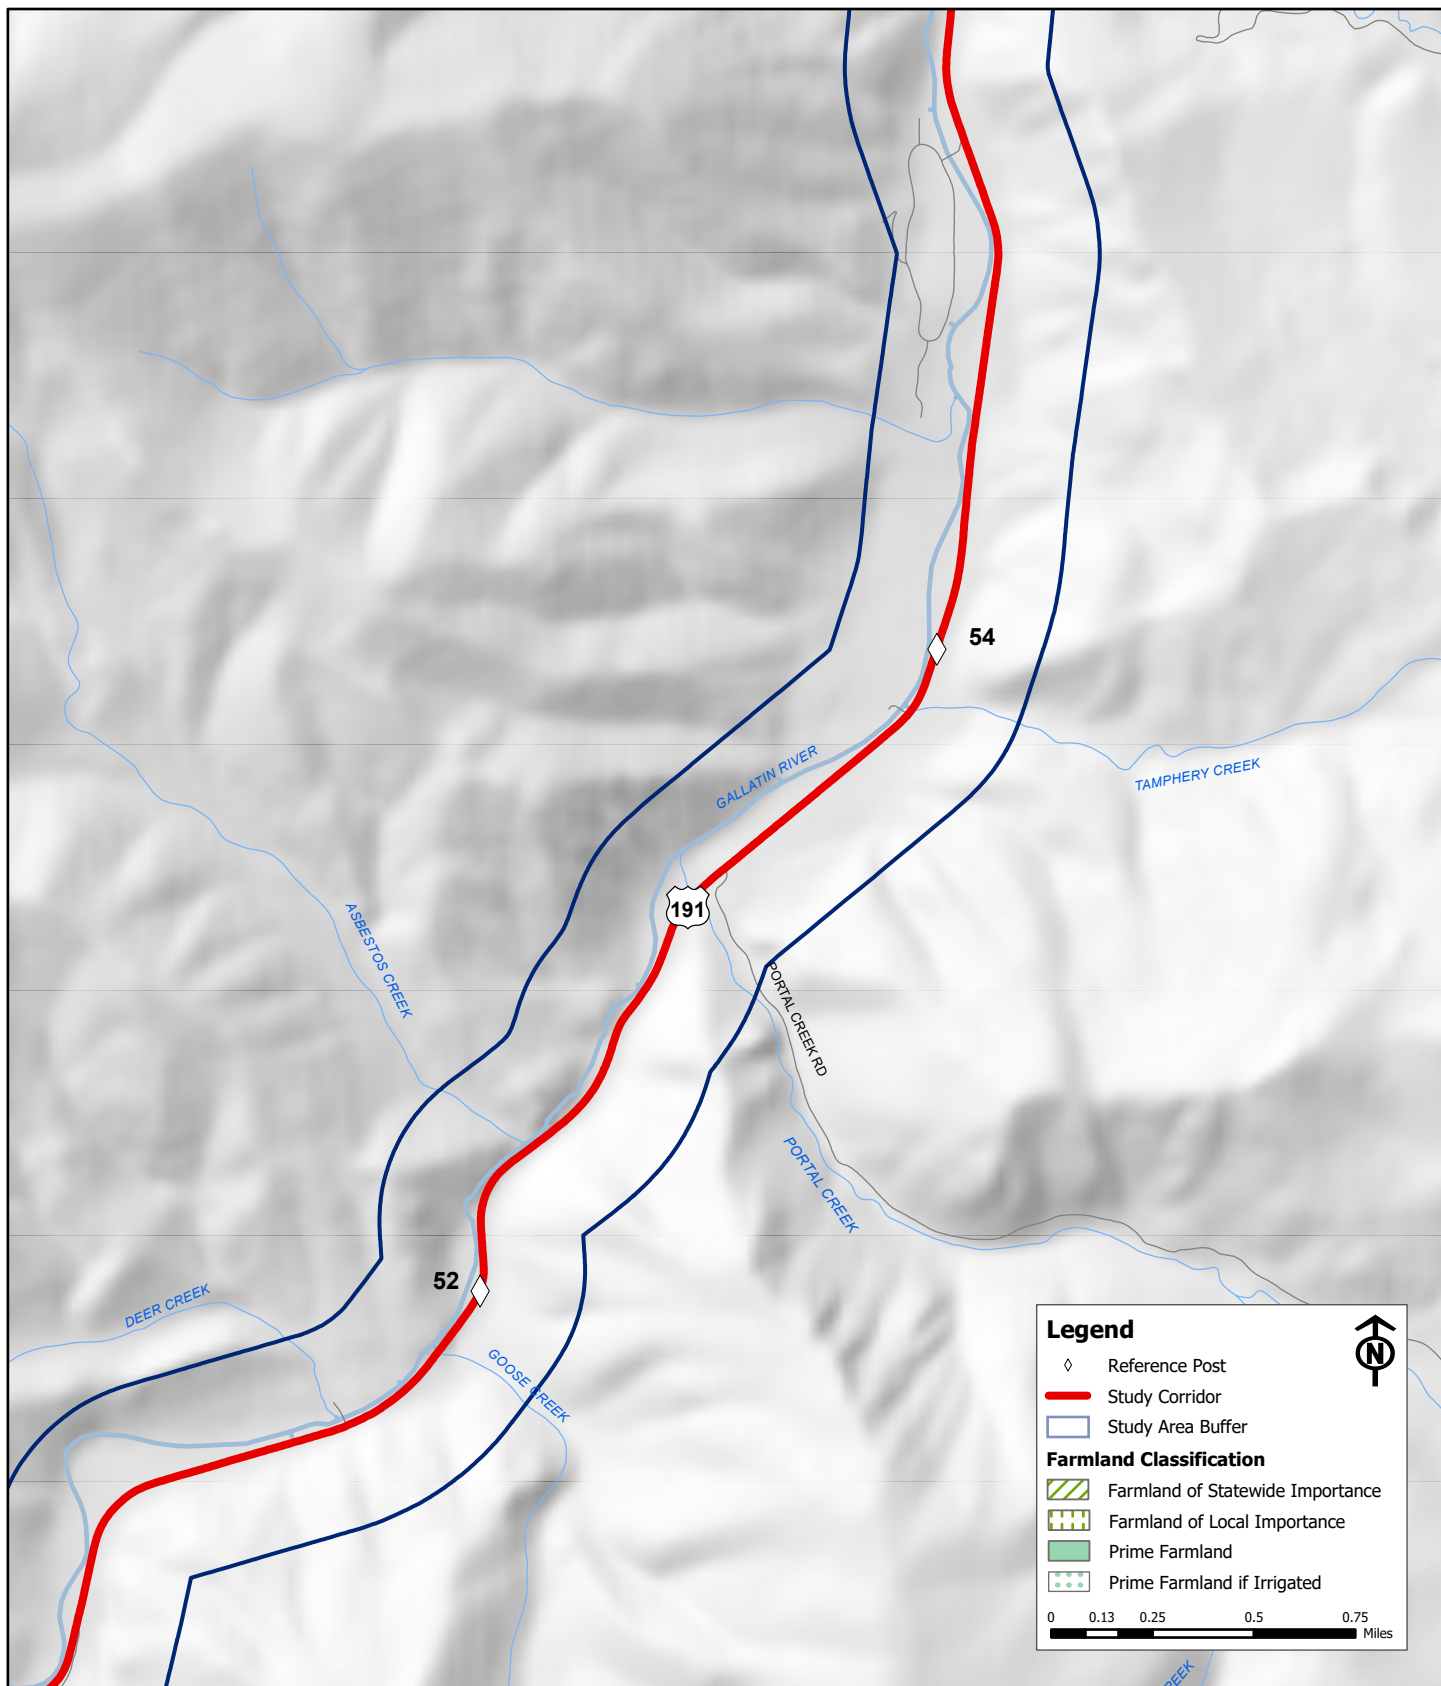 54
GALLATIN RIVER
TAMPHERY CREEK
191
ASBESTOS CREEK
PORTAL CREEK RD
PORTAL CREEK
52
DEER CREEK
GOOSE CREEK
Legend
N
Reference Post
Study Corridor
Study Area Buffer
Farmland Classification
Farmland of Statewide Importance
Farmland of Local Importance
Prime Farmland
Prime Farmland if Irrigated
0 0.13 0.25 0.5 0.75
Miles